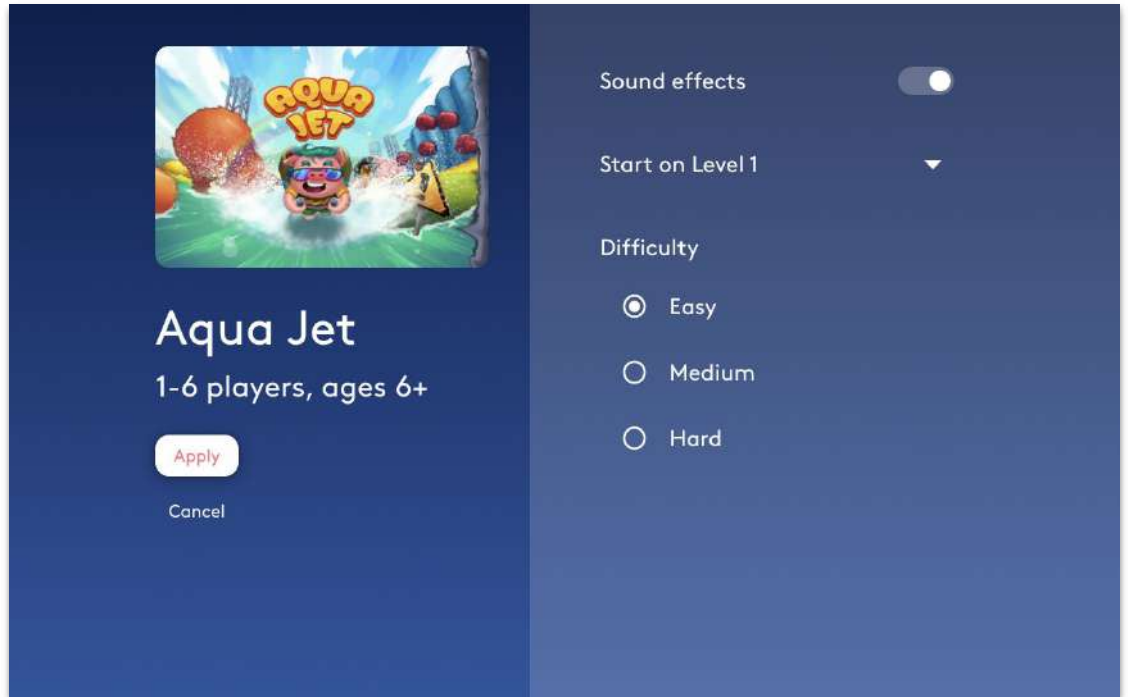 AQUA
JET
Aqua Jet
1-6 players, ages 6+
Apply
Cancel
Sound effects
Start on Level 1
Difficulty
Easy
Medium
Hard